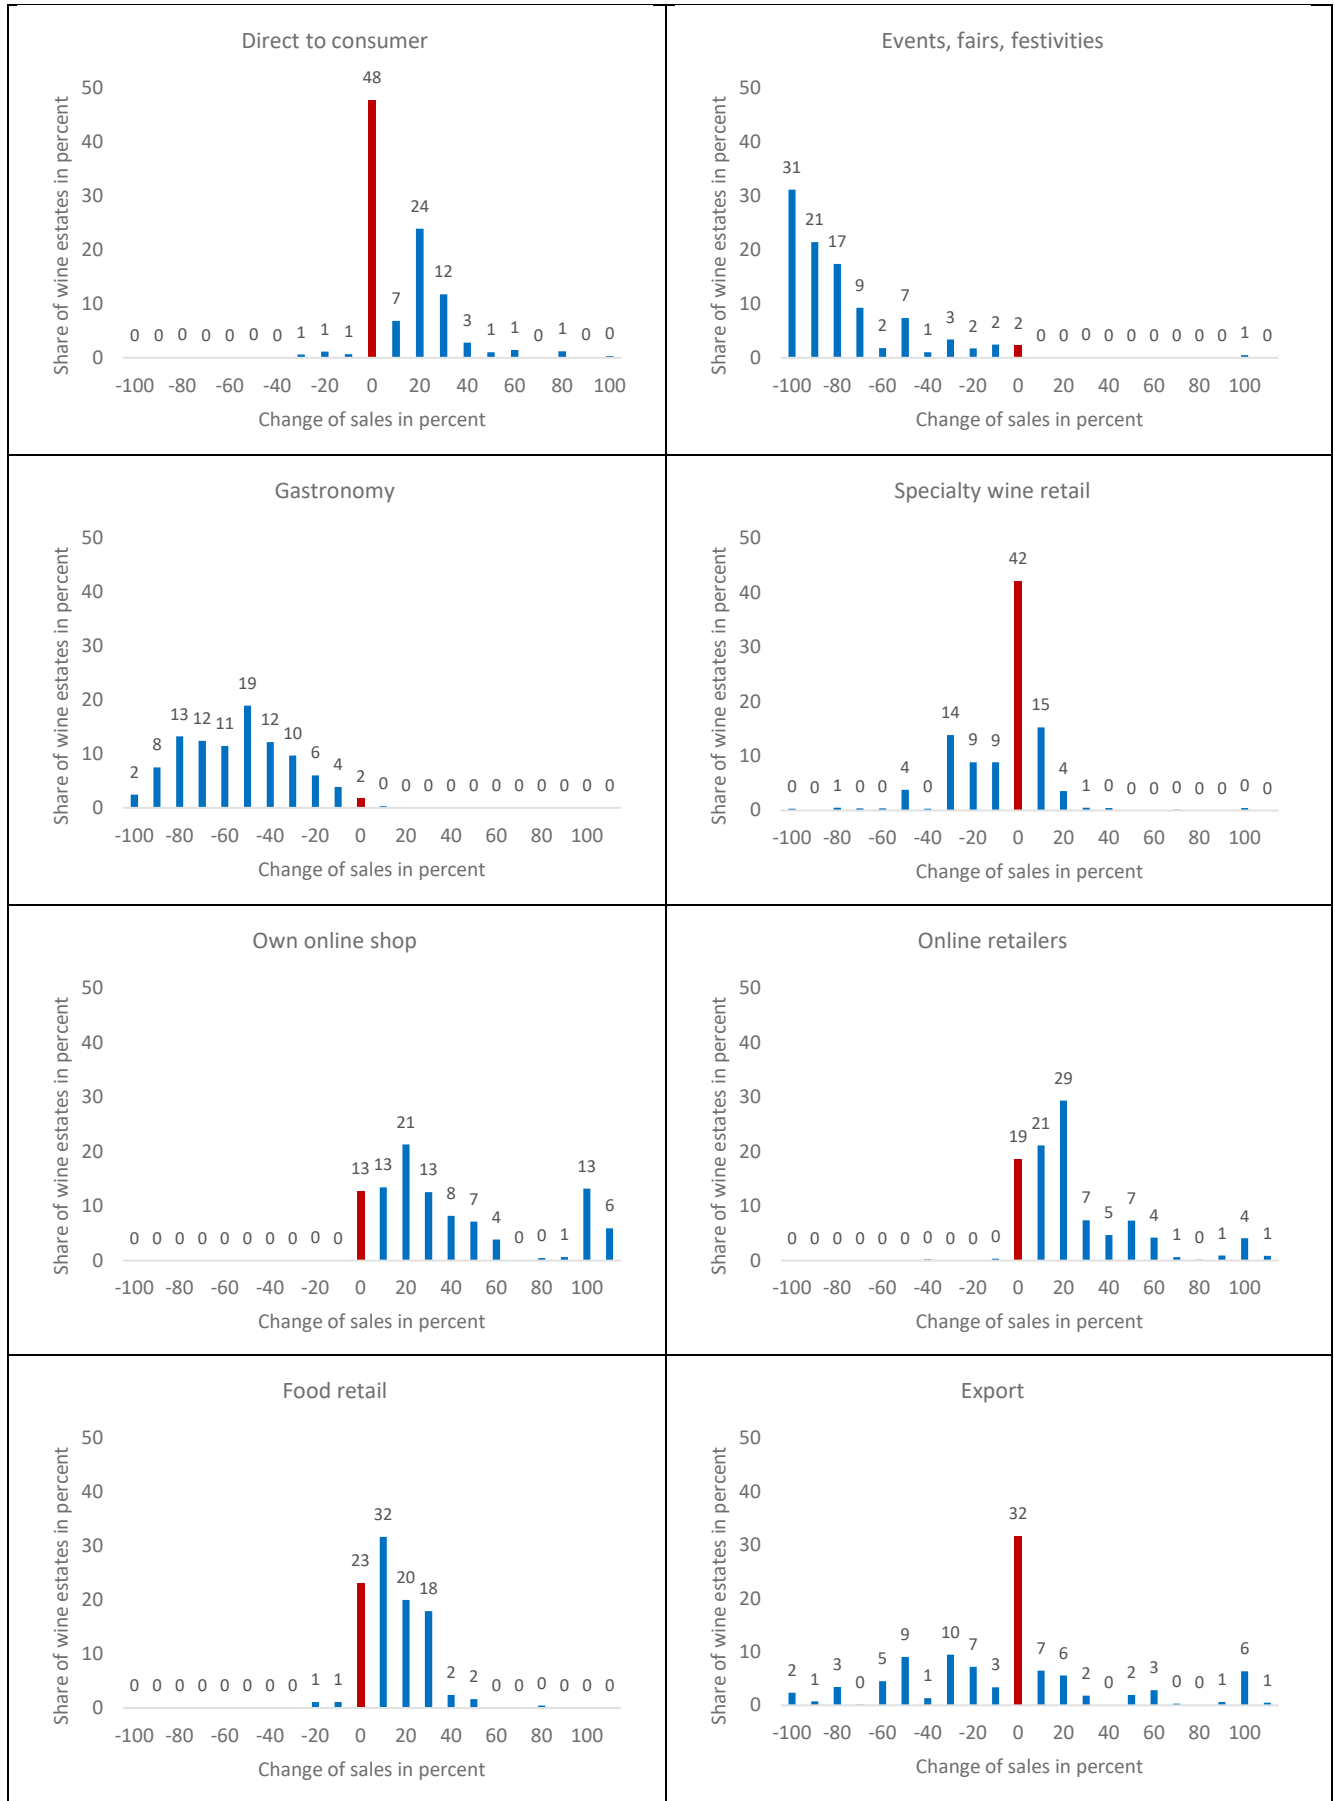 Direct to consumer
Share of wine estates in percent
50
40
30
20
10
0
0 0 0 0 0 0 0 1 1 1 48 7 24 12 3 1 1 0 1 0 0
-100 -80 -60 -40 -20 0 20 40 60 80 100
Change of sales in percent
Events, fairs, festivities
Share of wine estates in percent
50
40
30
20
10
0
31 21 17 9 2 7 1 3 2 2 2 0 0 0 0 0 0 0 0 0 1 0
-100 -80 -60 -40 -20 0 20 40 60 80 100
Change of sales in percent
Gastronomy
Share of wine estates in percent
50
40
30
20
10
0
2 8 13 12 11 19 12 10 6 4 2 0 0 0 0 0 0 0 0 0 0 0
-100 -80 -60 -40 -20 0 20 40 60 80 100
Change of sales in percent
Specialty wine retail
Share of wine estates in percent
50
40
30
20
10
0
0 0 1 0 0 4 0 14 9 9 42 15 4 1 0 0 0 0 0 0 0 0
-100 -80 -60 -40 -20 0 20 40 60 80 100
Change of sales in percent
Own online shop
Share of wine estates in percent
50
40
30
20
10
0
0 0 0 0 0 0 0 0 0 0 13 13 21 13 8 7 4 0 0 1 13 6
-100 -80 -60 -40 -20 0 20 40 60 80 100
Change of sales in percent
Online retailers
Share of wine estates in percent
50
40
30
20
10
0
0 0 0 0 0 0 0 0 0 0 19 21 29 7 5 7 4 1 0 1 4 1
-100 -80 -60 -40 -20 0 20 40 60 80 100
Change of sales in percent
Food retail
Share of wine estates in percent
50
40
30
20
10
0
0 0 0 0 0 0 0 0 1 1 23 32 20 18 2 2 0 0 0 0 0 0
-100 -80 -60 -40 -20 0 20 40 60 80 100
Change of sales in percent
Export
Share of wine estates in percent
50
40
30
20
10
0
2 1 3 0 5 9 1 10 7 3 32 7 6 2 0 2 3 0 0 1 6 1
-100 -80 -60 -40 -20 0 20 40 60 80 100
Change of sales in percent